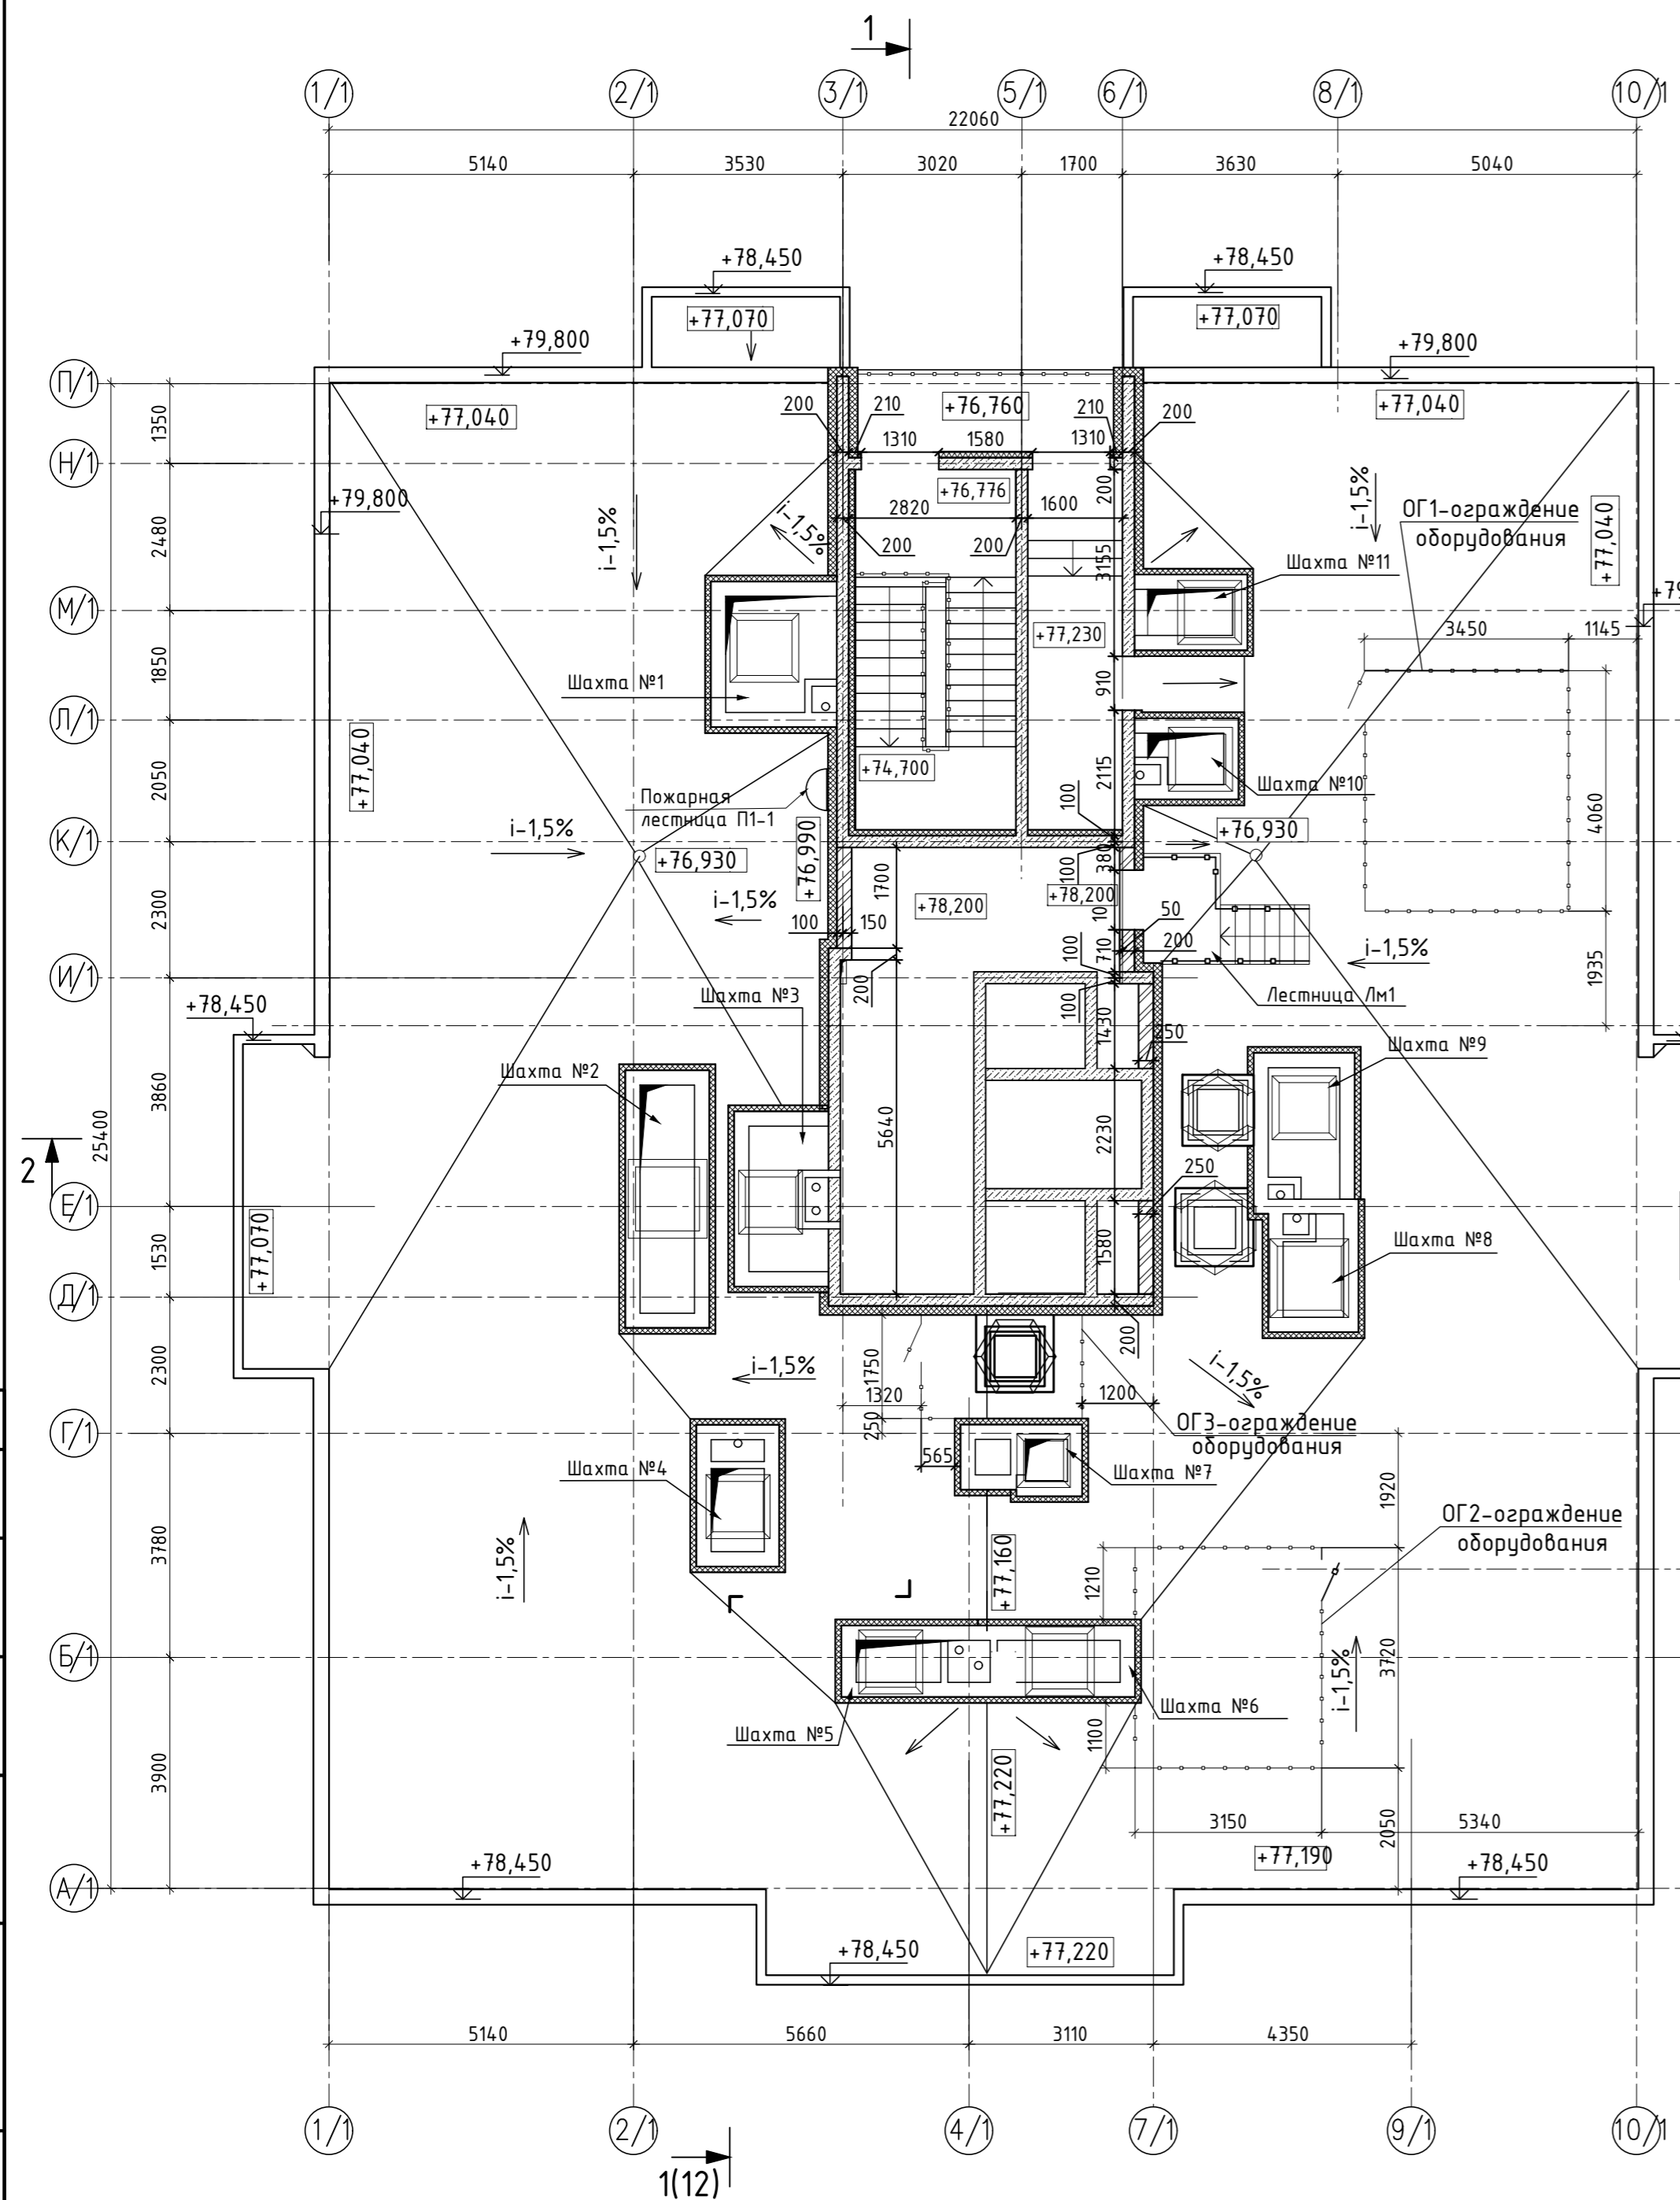 1
1/1
2/1
3/1
5/1
6/1
8/1
10/1
22060
5140
3530
3020
1700
3630
5040
+78,450
+78,450
+77,070
+77,070
+79,800
+79,800
П/1
+77,040
+76,760
+77,040
200
210
210
200
1350
1310
1580
1310
Н/1
+79,800
+76,776
200
2820
1600
i-1,5%
i-1,5%
i-1,5%
ОГ1-ограждение
оборудования
+77,040
2480
200
200
3155
Шахта №11
М/1
+77,230
3450
1145
1850
Шахта №1
910
Л/1
+77,040
+74,700
2115
2050
Пожарная
лестница П1-1
100
Шахта №10
4060
i-1,5%
+76,990
+76,930
К/1
+76,930
380
100
1700
+78,200
+78,200
i-1,5%
2300
100
150
10
50
710
200
100
i-1,5%
1935
И/1
200
Шахта №3
100
Лестница Лм1
+78,450
1430
Шахта №2
Шахта №9
3860
25400
5640
2230
2
250
Е/1
+77,070
1530
1580
Шахта №8
Д/1
200
2300
1750
i-1,5%
i-1,5%
1320
1200
250
Г/1
ОГ3-ограждение
оборудования
565
Шахта №4
Шахта №7
1920
ОГ2-ограждение
оборудования
3780
i-1,5%
+77,160
1210
Б/1
3720
i-1,5%
Шахта №6
Шахта №5
1100
3900
+77,220
3150
5340
2050
+77,190
+78,450
+78,450
А/1
+78,450
+77,220
5140
5660
3110
4350
1/1
2/1
4/1
7/1
9/1
10/1
1(12)